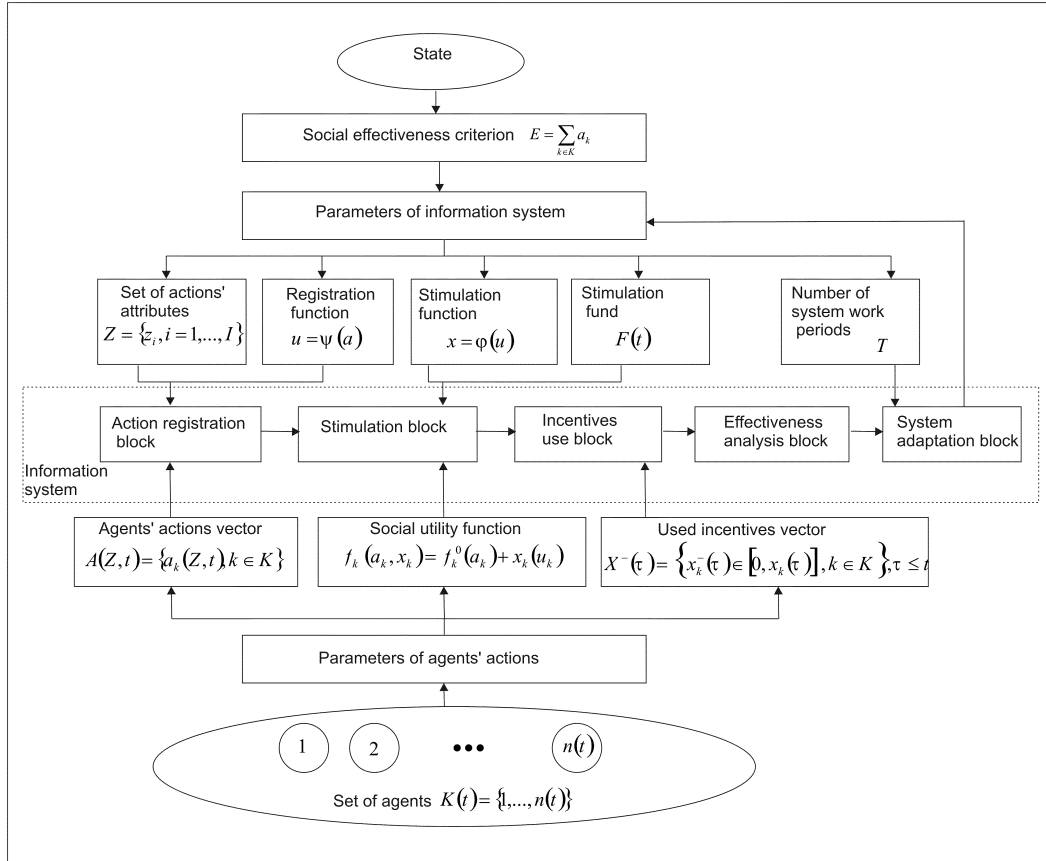 State
Social effectiveness criterion E = ∑ a_k
k∈K
Parameters of information system
Set of actions'
attributes
Z = {z_i, i = 1,..., I}
Registration
function
u = ψ(a)
Stimulation
function
x = φ(u)
Stimulation
fund
F(t)
Number of
system work
periods
T
Action registration
block
Stimulation block
Incentives
use block
Effectiveness
analysis block
System
adaptation block
Information
system
Agents' actions vector
A(Z,t) = {a_k(Z,t), k ∈ K}
Social utility function
f_k(a_k, x_k) = f_k^0(a_k) + x_k(u_k)
Used incentives vector
X^-(τ) = {x_k^-(τ) ∈ [0, x_k(τ)], k ∈ K}, τ ≤ t
Parameters of agents' actions
1 2 ••• n(t)
Set of agents K(t) = {1,..., n(t)}